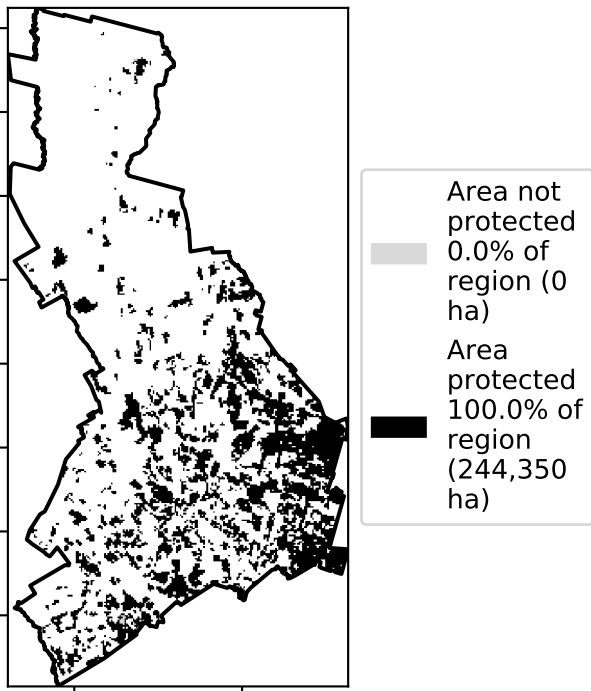 Area not
protected
0.0% of
region (0
ha)
Area
protected
100.0% of
region
(244,350
ha)